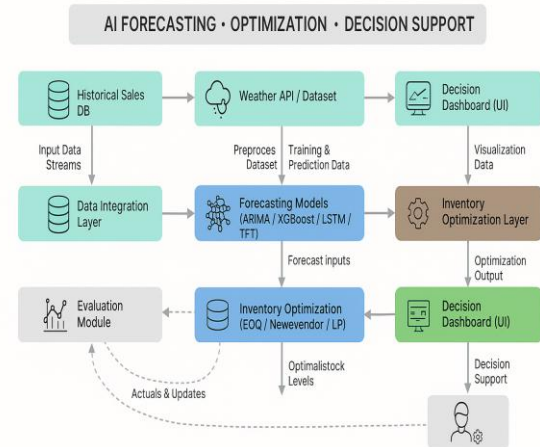 AI FORECASTING • OPTIMIZATION • DECISION SUPPORT
Historical Sales
DB
Weather API / Dataset
Decision
Dashboard (UI)
Input Data
Streams
Preproces
Dataset
Training &
Prediction Data
Visualization
Data
Data Integration
Layer
Forecasting Models
(ARIMA / XGBoost / LSTM /
TFT)
Inventory
Optimization Layer
Forecast inputs
Optimization
Output
Evaluation
Module
Inventory Optimization
(EOQ / Newevendor / LP)
Decision
Dashboard (UI)
Actuals & Updates
Optimalistock
Levels
Decision
Support